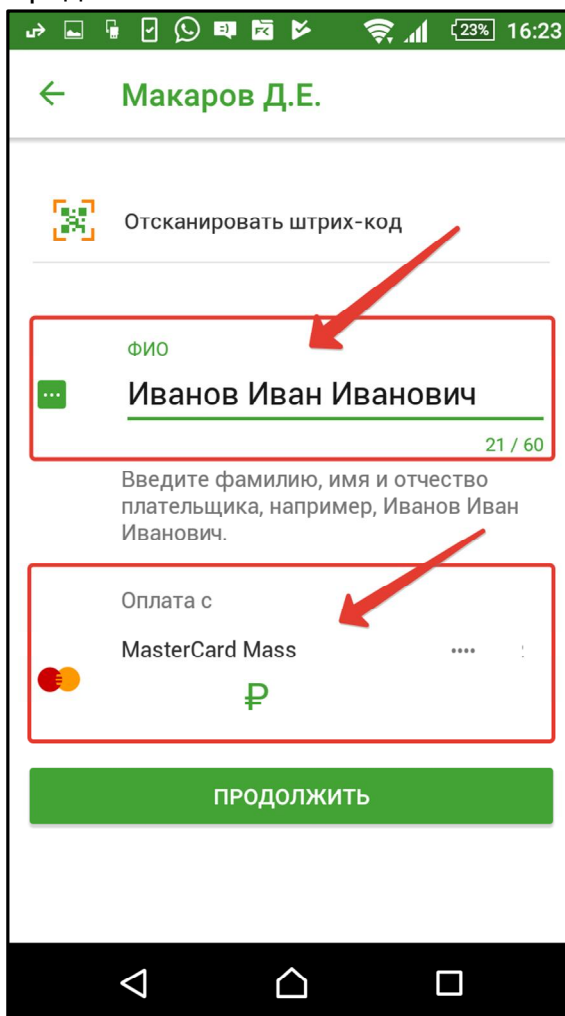 23% 16:23
Макаров Д.Е.
Отсканировать штрих-код
ФИО
Иванов Иван Иванович
21 / 60
Введите фамилию, имя и отчество
плательщика, например, Иванов Иван
Иванович.
Оплата с
MasterCard Mass ••••
₽
ПРОДОЛЖИТЬ